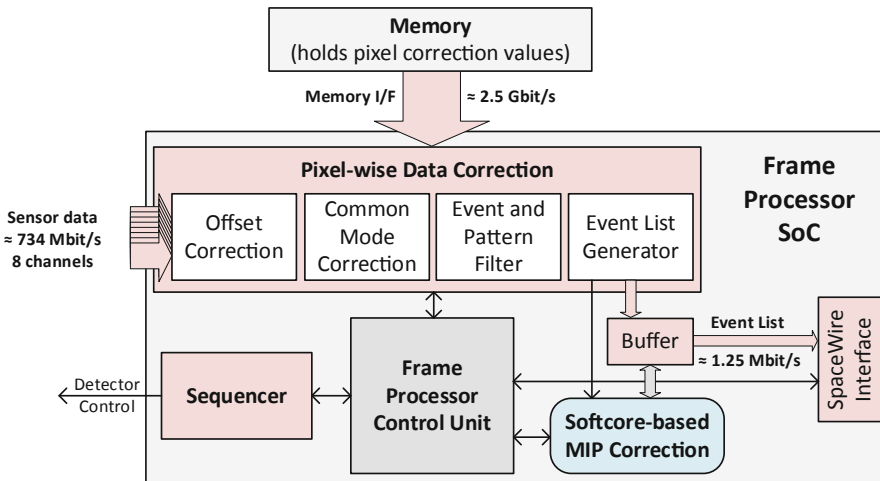 Memory
(holds pixel correction values)
Memory I/F
≈ 2.5 Gbit/s
Pixel-wise Data Correction
Frame
Processor
SoC
Sensor data
≈ 734 Mbit/s
8 channels
Offset
Correction
Common
Mode
Correction
Event and
Pattern
Filter
Event List
Generator
Buffer
Event List
≈ 1.25 Mbit/s
SpaceWire
Interface
Detector
Control
Sequencer
Frame
Processor
Control Unit
Softcore-based
MIP Correction